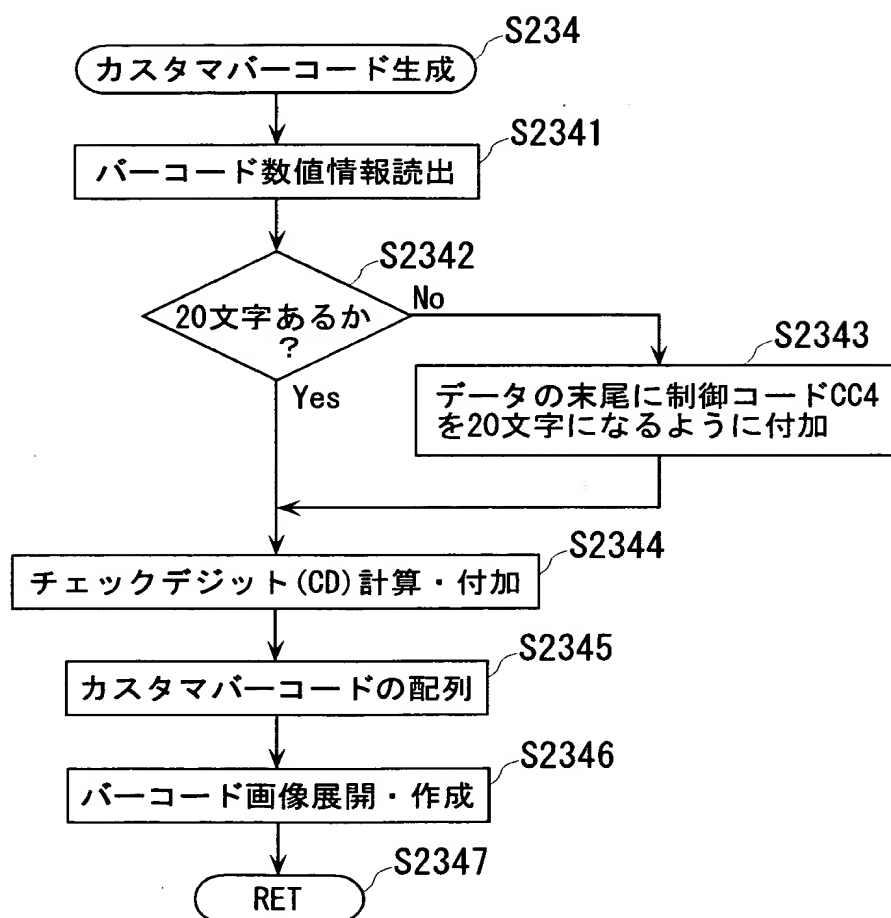 S234
カスタマバーコード生成
S2341
バーコード数値情報読出
S2342
20文字あるか
?
No
Yes
S2343
データの末尾に制御コードCC4
を20文字になるように付加
S2344
チェックデジット(CD)計算・付加
S2345
カスタマバーコードの配列
S2346
バーコード画像展開・作成
S2347
RET